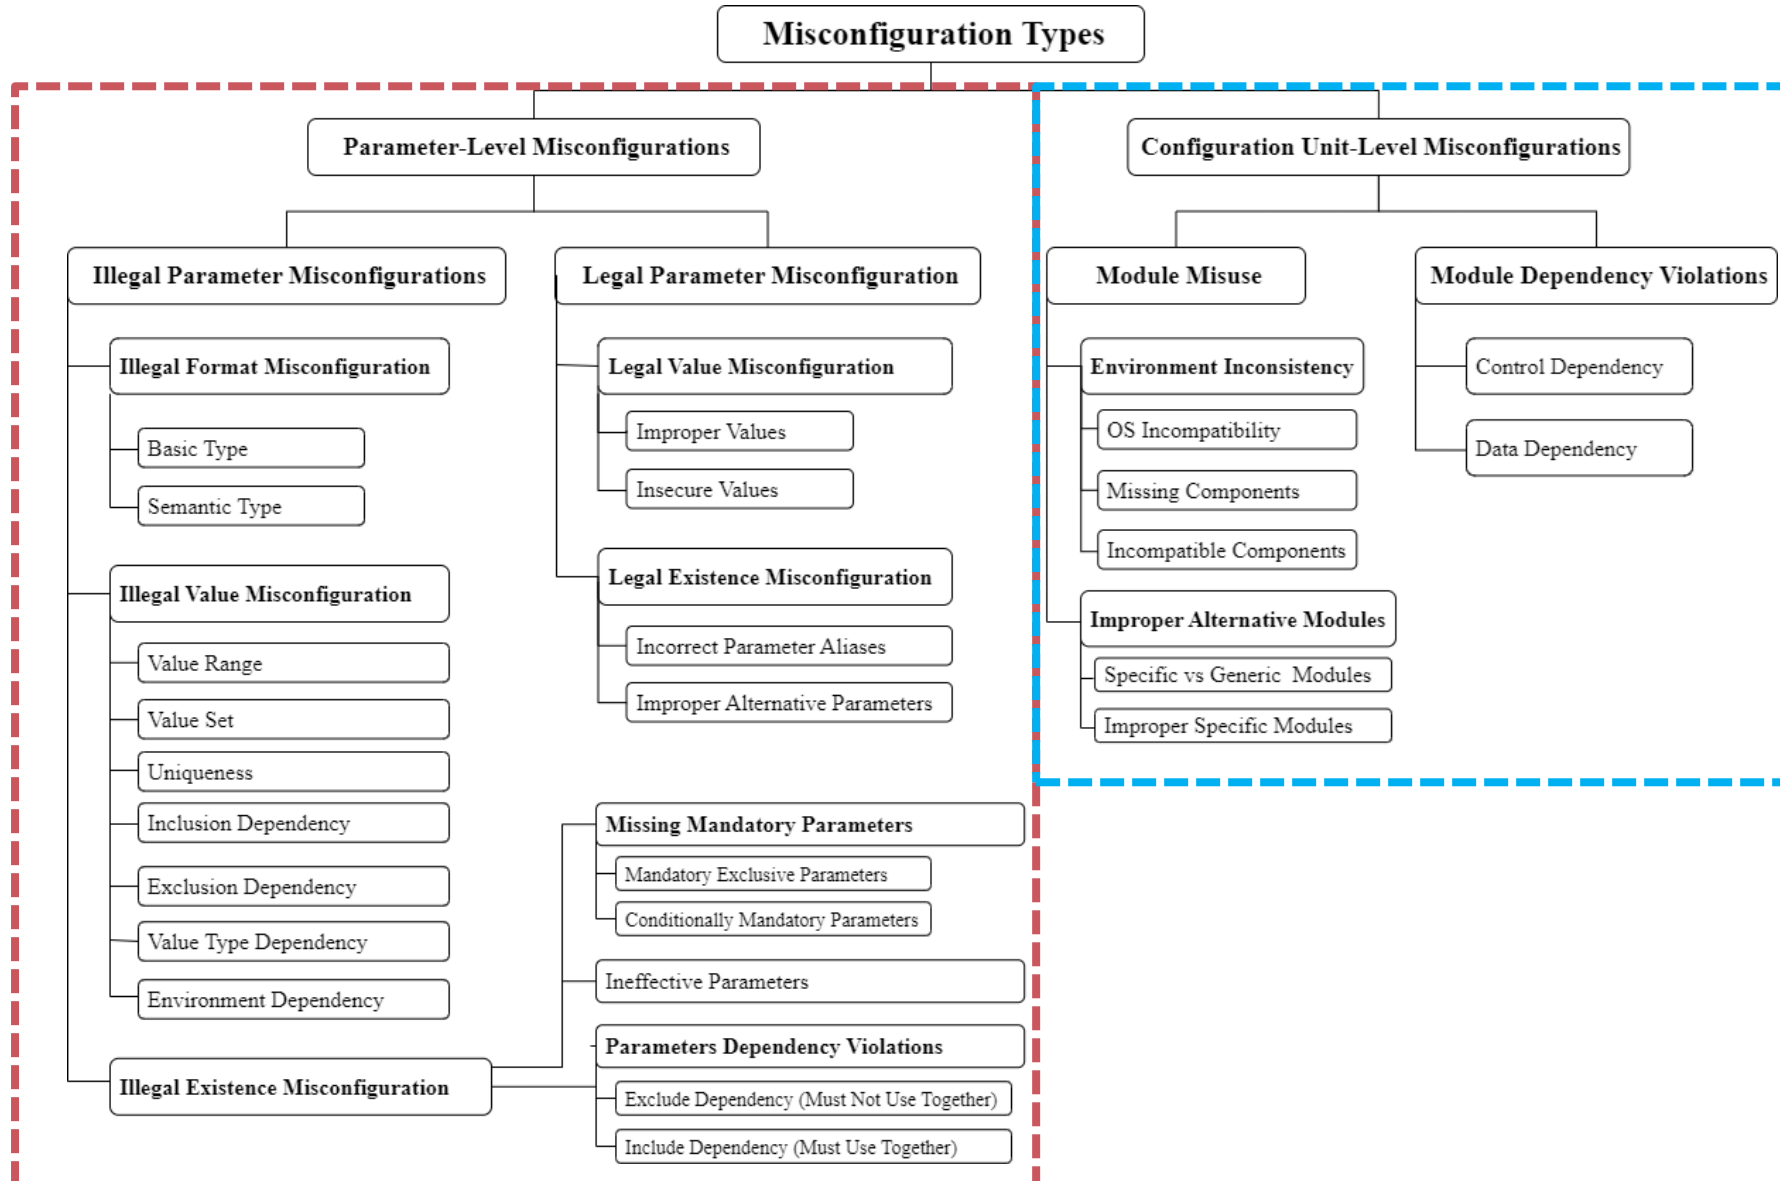 Misconfiguration Types
Parameter-Level Misconfigurations
Configuration Unit-Level Misconfigurations
Illegal Parameter Misconfigurations
Legal Parameter Misconfiguration
Module Misuse
Module Dependency Violations
Illegal Format Misconfiguration
Basic Type
Semantic Type
Illegal Value Misconfiguration
Value Range
Value Set
Uniqueness
Inclusion Dependency
Exclusion Dependency
Value Type Dependency
Environment Dependency
Illegal Existence Misconfiguration
Legal Value Misconfiguration
Improper Values
Insecure Values
Legal Existence Misconfiguration
Incorrect Parameter Aliases
Improper Alternative Parameters
Missing Mandatory Parameters
Mandatory Exclusive Parameters
Conditionally Mandatory Parameters
Ineffective Parameters
Parameters Dependency Violations
Exclude Dependency (Must Not Use Together)
Include Dependency (Must Use Together)
Environment Inconsistency
OS Incompatibility
Missing Components
Incompatible Components
Improper Alternative Modules
Specific vs Generic Modules
Improper Specific Modules
Control Dependency
Data Dependency